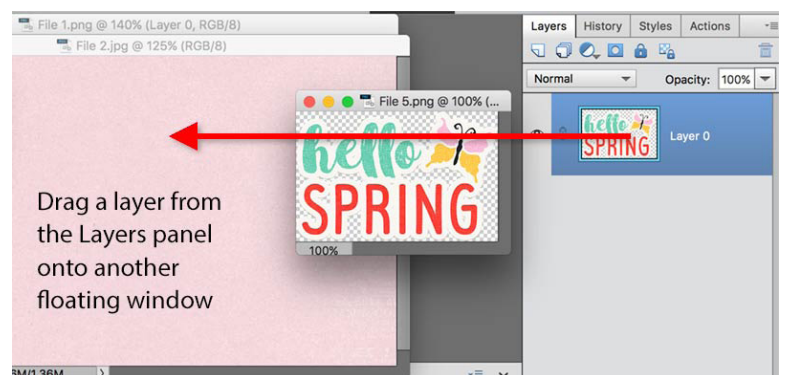 File 1.png @ 140% (Layer 0, RGB/8)
File 2.jpg @ 125% (RGB/8)
File 5.png @ 100% (...
hello
SPRING
100%
Drag a layer from
the Layers panel
onto another
floating window
Layers History Styles Actions
Normal Opacity: 100%
hello
SPRING
Layer 0